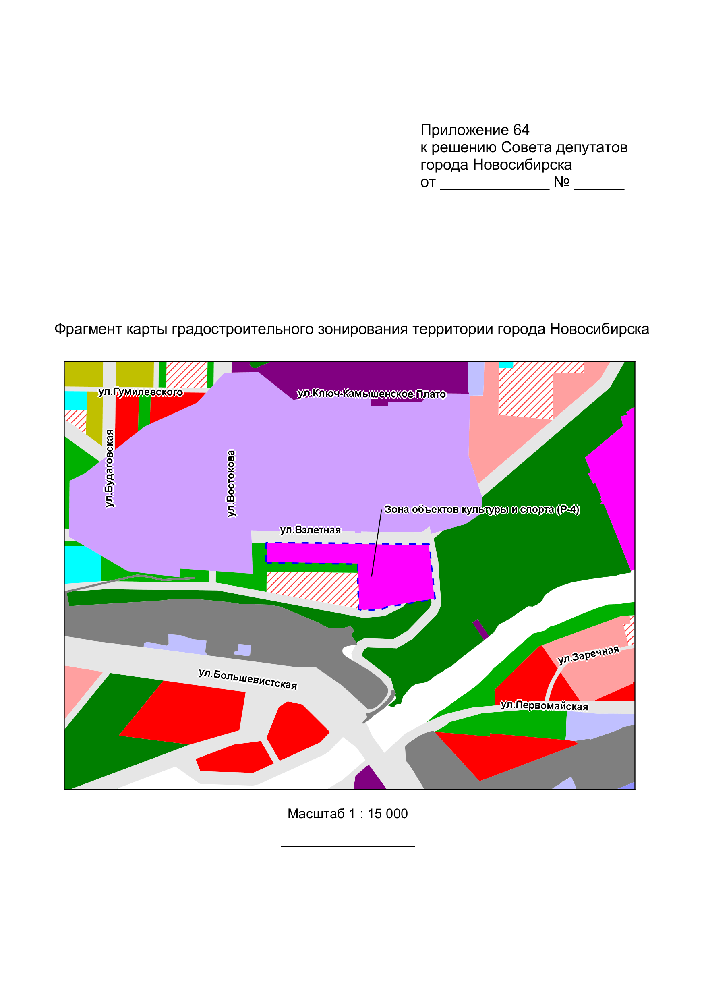 Приложение 64
к решению Совета депутатов
города Новосибирска
от _____________ № ______
Фрагмент карты градостроительного зонирования территории города Новосибирска
ул.Гумилевского
ул.Ключ-Камышенское Плато
ул.Будаговская
ул.Востокова
Зона объектов культуры и спорта (Р-4)
ул.Взлетная
ул.Заречная
ул.Большевистская
ул.Первомайская
Масштаб 1 : 15 000